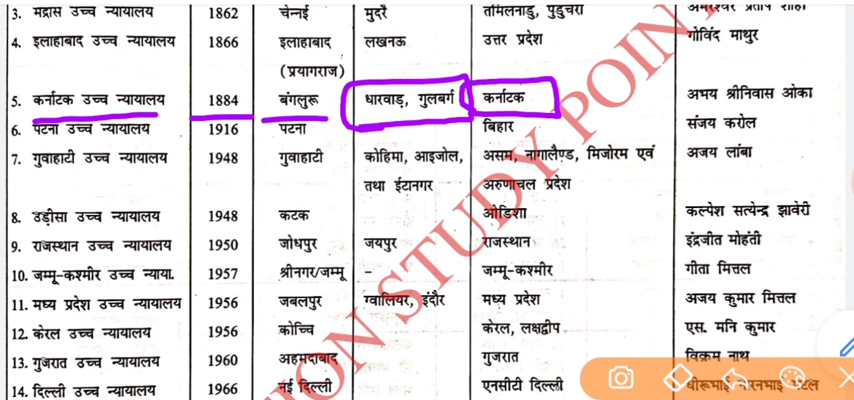 3. मद्रास उच्च न्यायालय 1862 चेन्नई मुदरै तमिलनाडु, पुडुचेरी
4. इलाहाबाद उच्च न्यायालय 1866 इलाहाबाद लखनऊ उत्तर प्रदेश गोविंद माथुर
(प्रयागराज)
5. कर्नाटक उच्च न्यायालय 1884 बंगलुरू धारवाड़, गुलबर्ग कर्नाटक अभय श्रीनिवास ओका
6. पटना उच्च न्यायालय 1916 पटना बिहार संजय करोल
7. गुवाहाटी उच्च न्यायालय 1948 गुवाहाटी कोहिमा, आइजोल, असम, नागालैण्ड, मिजोरम एवं अजय लांबा
तथा ईटानगर अरुणाचल प्रदेश
8. उड़ीसा उच्च न्यायालय 1948 कटक ओडिशा कल्पेश सत्येन्द्र झावेरी
9. राजस्थान उच्च न्यायालय 1950 जोधपुर जयपुर राजस्थान इंद्रजीत मोहंती
10. जम्मू-कश्मीर उच्च न्याया. 1957 श्रीनगर/जम्मू – जम्मू-कश्मीर गीता मित्तल
11. मध्य प्रदेश उच्च न्यायालय 1956 जबलपुर ग्वालियर, इंदौर मध्य प्रदेश अजय कुमार मित्तल
12. केरल उच्च न्यायालय 1956 कोच्चि केरल, लक्षद्वीप एस. मनि कुमार
13. गुजरात उच्च न्यायालय 1960 अहमदाबाद गुजरात विक्रम नाथ
14. दिल्ली उच्च न्यायालय 1966 नई दिल्ली एनसीटी दिल्ली
STUDY POIN